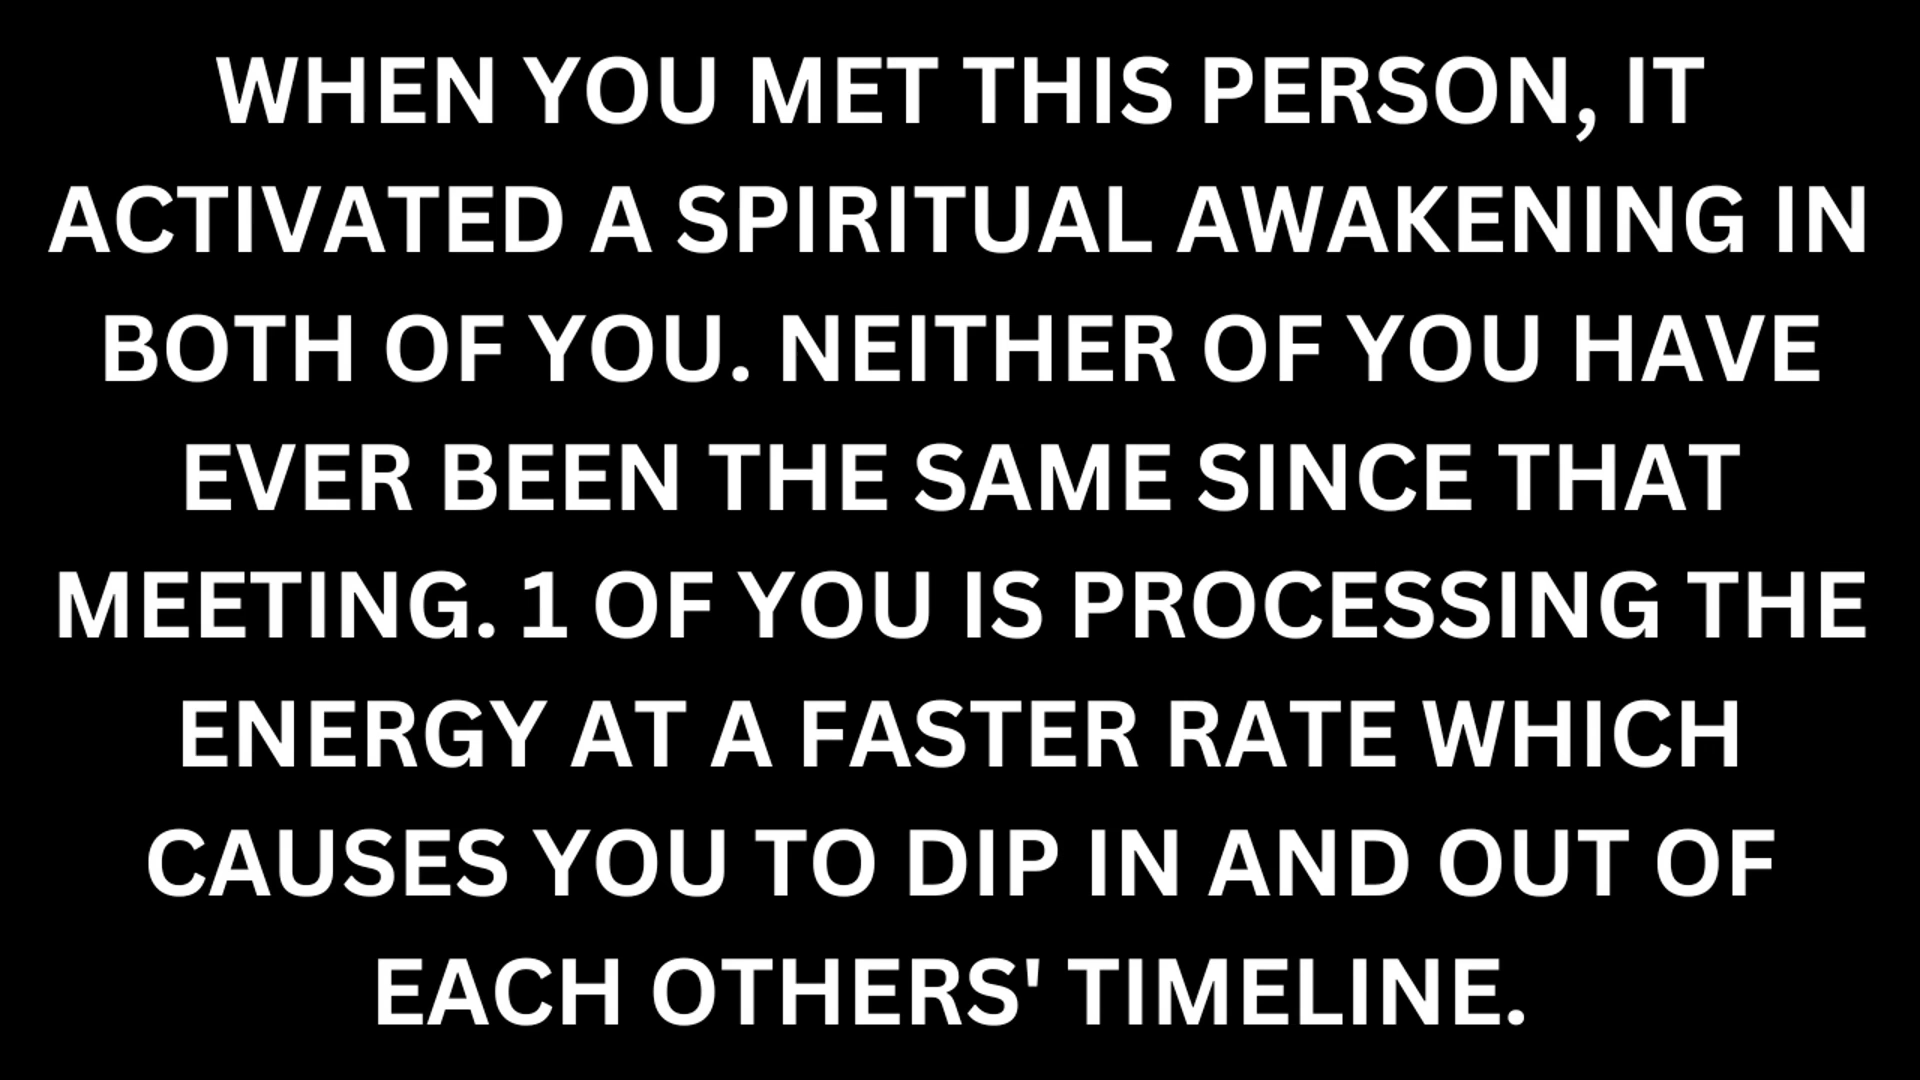 WHEN YOU MET THIS PERSON, IT
ACTIVATED A SPIRITUAL AWAKENING IN
BOTH OF YOU. NEITHER OF YOU HAVE
EVER BEEN THE SAME SINCE THAT
MEETING. 1 OF YOU IS PROCESSING THE
ENERGY AT A FASTER RATE WHICH
CAUSES YOU TO DIP IN AND OUT OF
EACH OTHERS' TIMELINE.